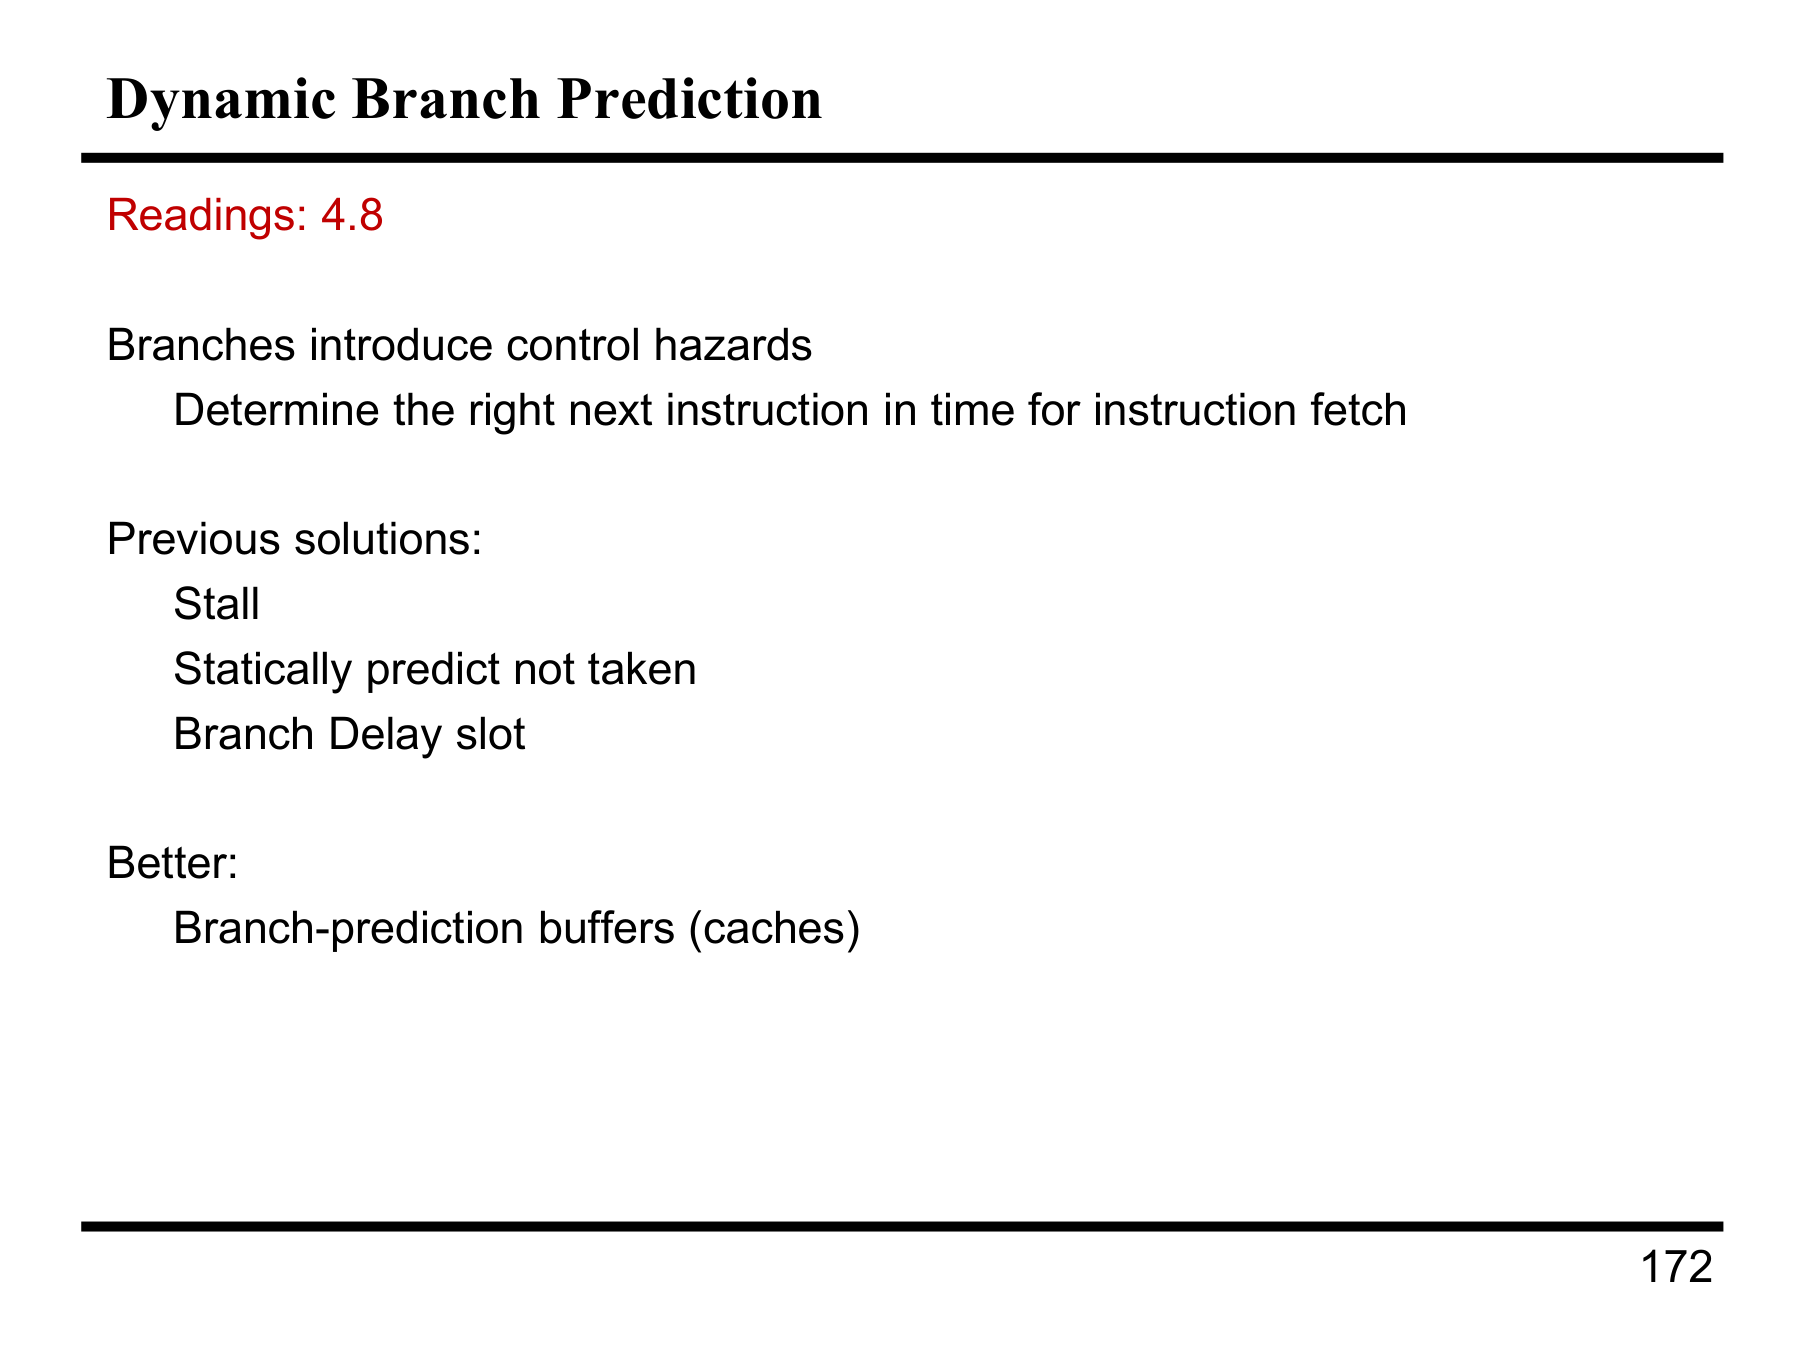 Dynamic Branch Prediction
Readings: 4.8
Branches introduce control hazards
Determine the right next instruction in time for instruction fetch
Previous solutions:
Stall
Statically predict not taken
Branch Delay slot
Better:
Branch-prediction buffers (caches)
172